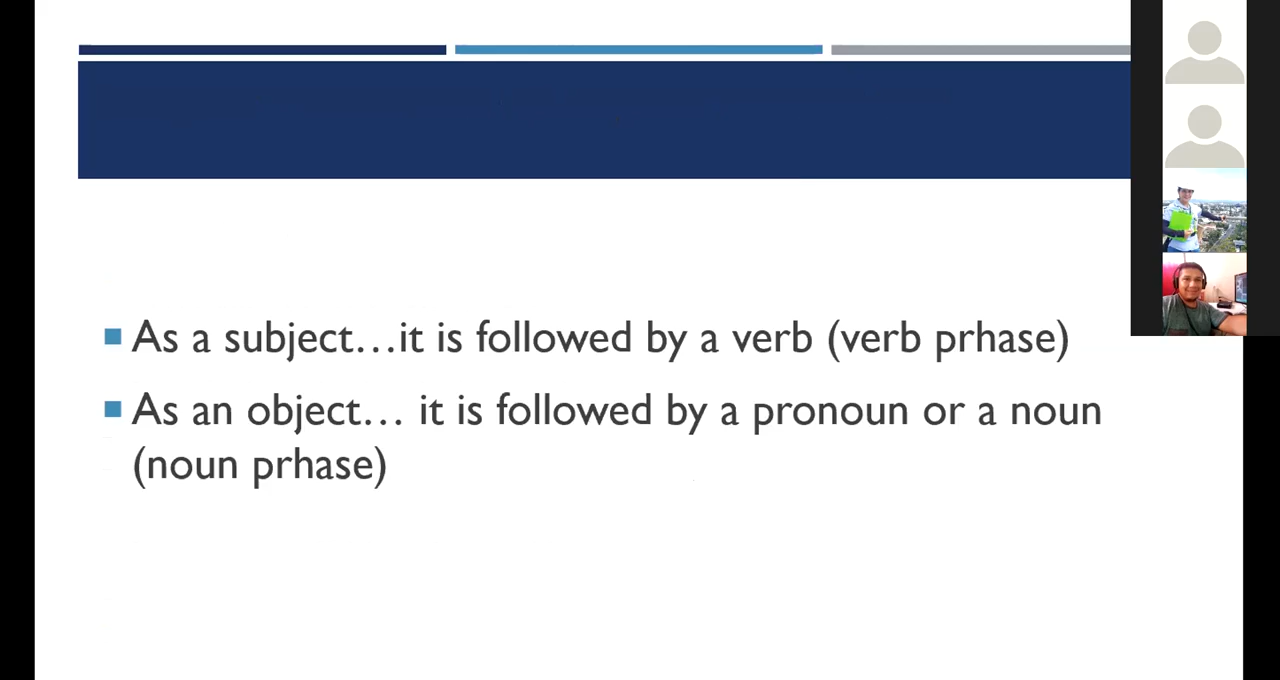 As a subject…it is followed by a verb (verb prhase)
As an object… it is followed by a pronoun or a noun
(noun prhase)